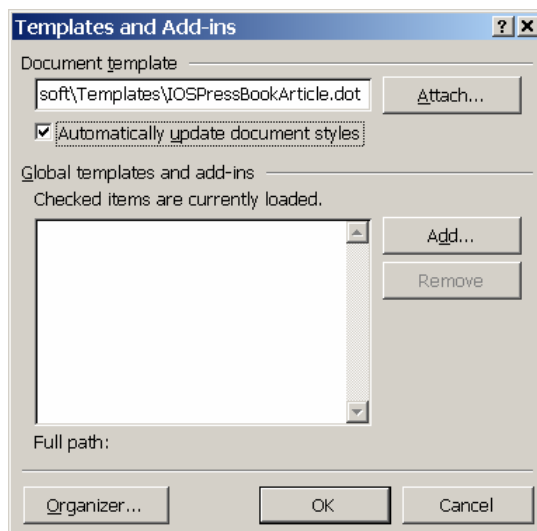 Templates and Add-ins
Document template
soft\Templates\IOSPressBookArticle.dot
Attach...
Automatically update document styles
Global templates and add-ins
Checked items are currently loaded.
Add...
Remove
Full path:
Organizer...
OK
Cancel